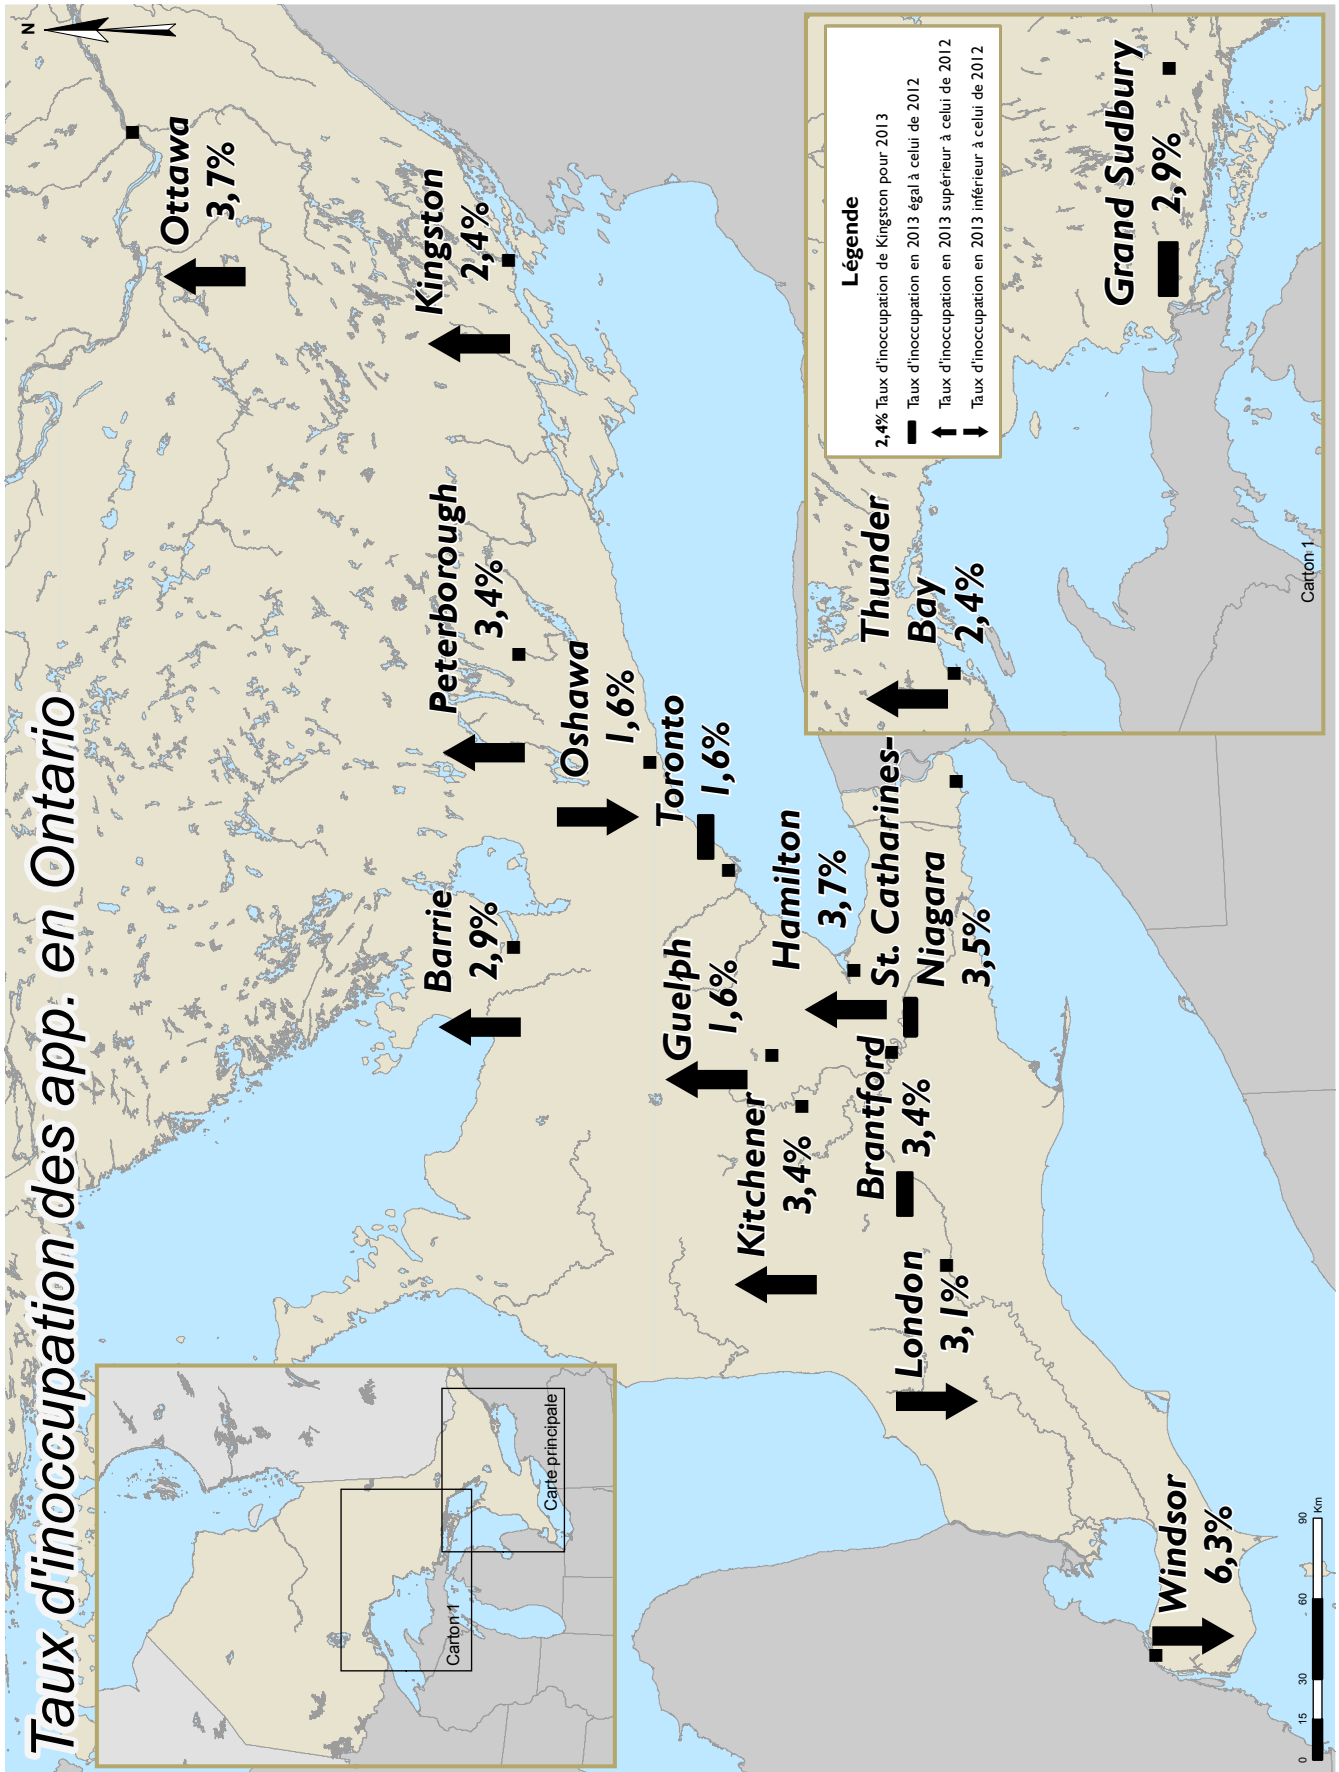 Taux d'inoccupation des app. en Ontario
N
Ottawa
3,7%
Kingston
2,4%
Peterborough
3,4%
Oshawa
1,6%
Toronto
1,6%
Barrie
2,9%
Guelph
1,6%
Hamilton
3,7%
St. Catharines-
Niagara
3,5%
Kitchener
3,4%
Brantford
3,4%
London
3,1%
Windsor
6,3%
Carton 1
Carte principale
0 15 30 60 90
Km
Légende
2,4% Taux d'inoccupation de Kingston pour 2013
Taux d'inoccupation en 2013 égal à celui de 2012
Taux d'inoccupation en 2013 supérieur à celui de 2012
Taux d'inoccupation en 2013 inférieur à celui de 2012
Thunder
Bay
2,4%
Grand Sudbury
2,9%
Carton 1